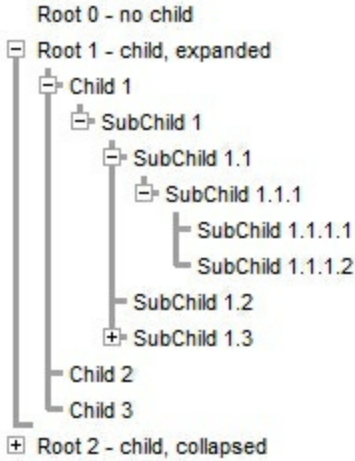 Root 0 - no child
Root 1 - child, expanded
Child 1
SubChild 1
SubChild 1.1
SubChild 1.1.1
SubChild 1.1.1.1
SubChild 1.1.1.2
SubChild 1.2
SubChild 1.3
Child 2
Child 3
Root 2 - child, collapsed